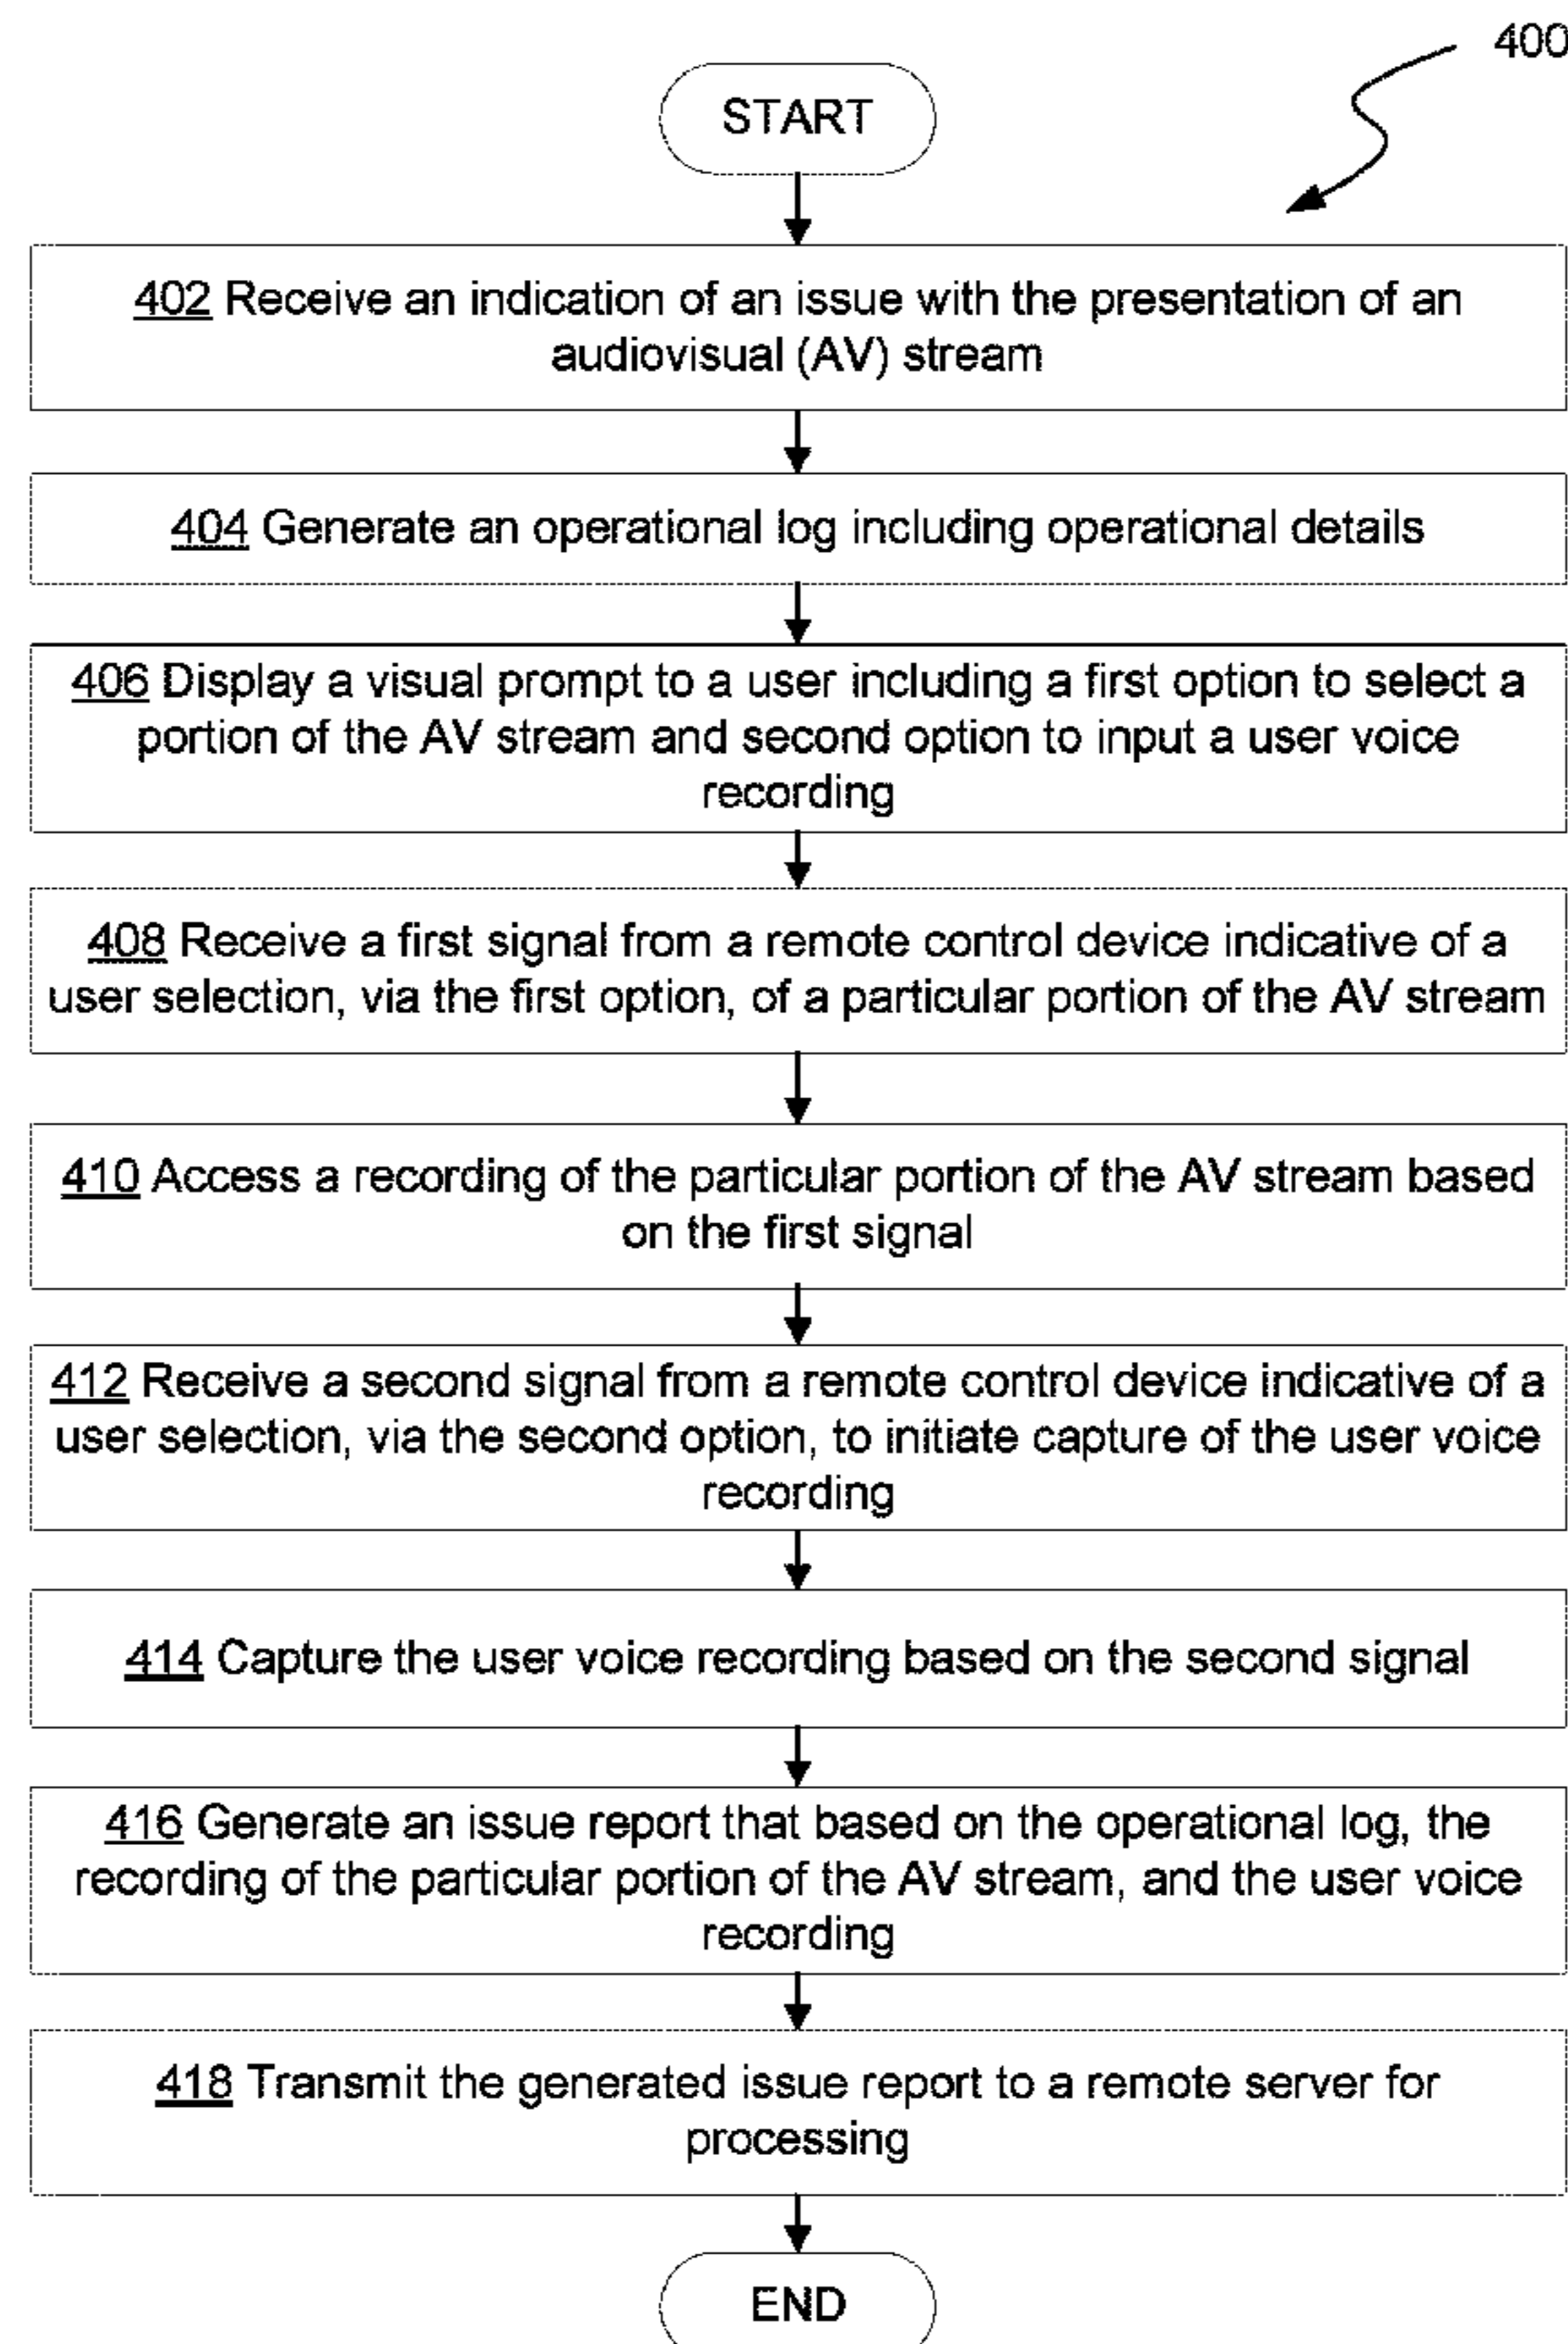 400
START
402 Receive an indication of an issue with the presentation of an
audiovisual (AV) stream
404 Generate an operational log including operational details
406 Display a visual prompt to a user including a first option to select a
portion of the AV stream and second option to input a user voice
recording
408 Receive a first signal from a remote control device indicative of a
user selection, via the first option, of a particular portion of the AV stream
410 Access a recording of the particular portion of the AV stream based
on the first signal
412 Receive a second signal from a remote control device indicative of a
user selection, via the second option, to initiate capture of the user voice
recording
414 Capture the user voice recording based on the second signal
416 Generate an issue report that based on the operational log, the
recording of the particular portion of the AV stream, and the user voice
recording
418 Transmit the generated issue report to a remote server for
processing
END